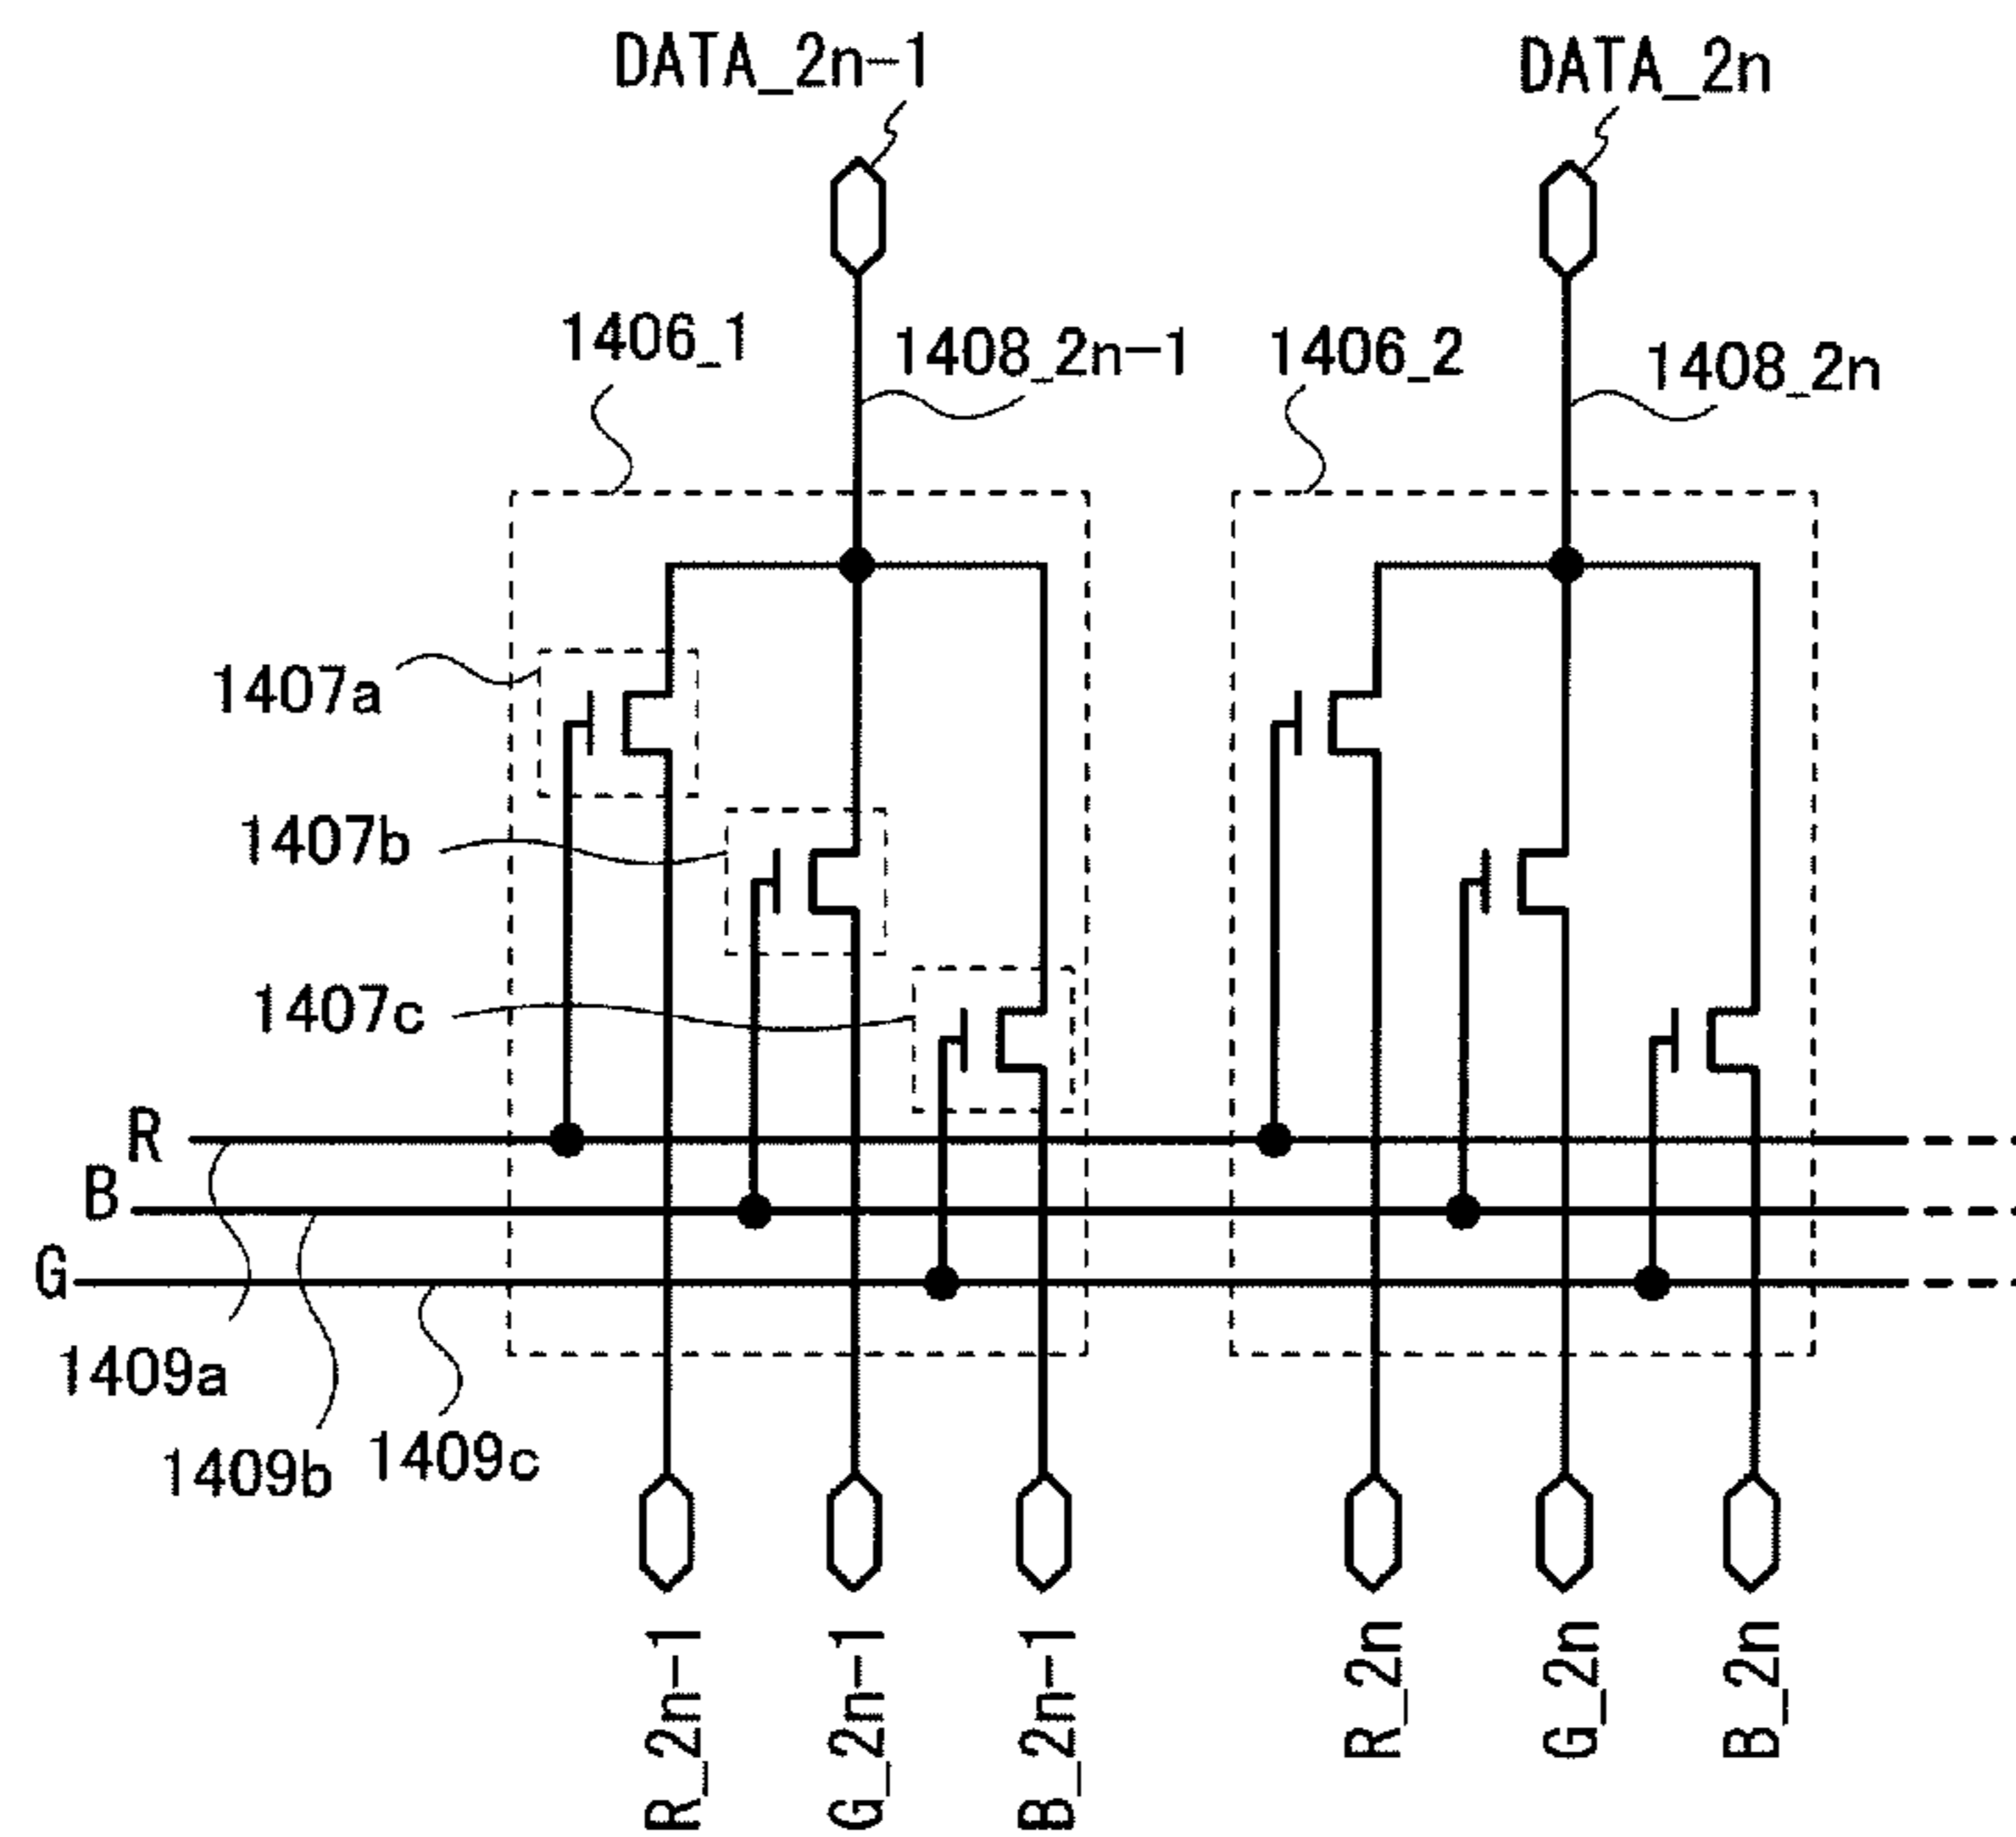 DATA_2n-1
DATA_2n
1406_1
1408_2n-1
1406_2
1408_2n
1407a
1407b
1407c
R
B
G
1409a
1409b
1409c
R_2n-1
G_2n-1
B_2n-1
R_2n
G_2n
B_2n